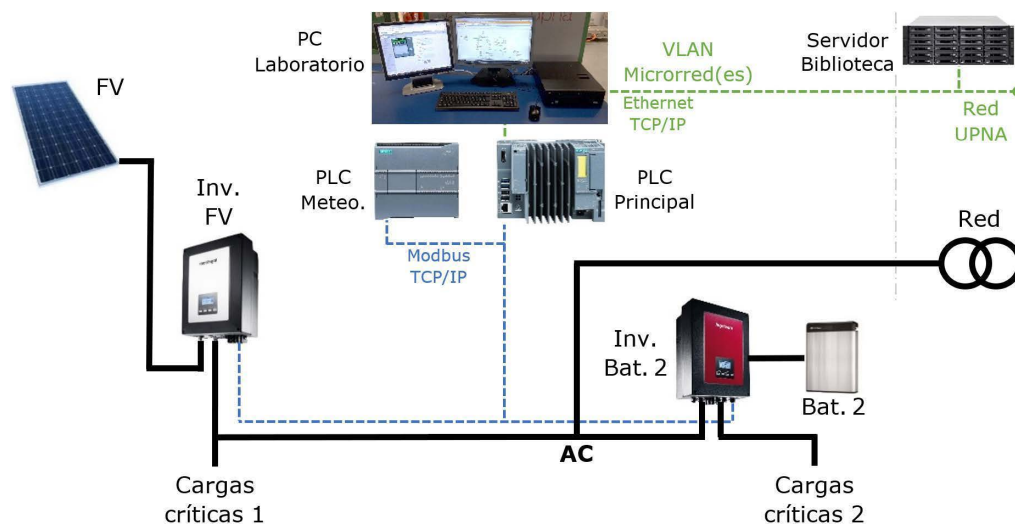 PC
Laboratorio
VLAN
Microrred(es)
Ethernet
TCP/IP
Servidor
Biblioteca
Red
UPNA
FV
PLC
Meteo.
PLC
Principal
Inv.
FV
Modbus
TCP/IP
Red
Inv.
Bat. 2
Bat. 2
AC
Cargas
críticas 1
Cargas
críticas 2